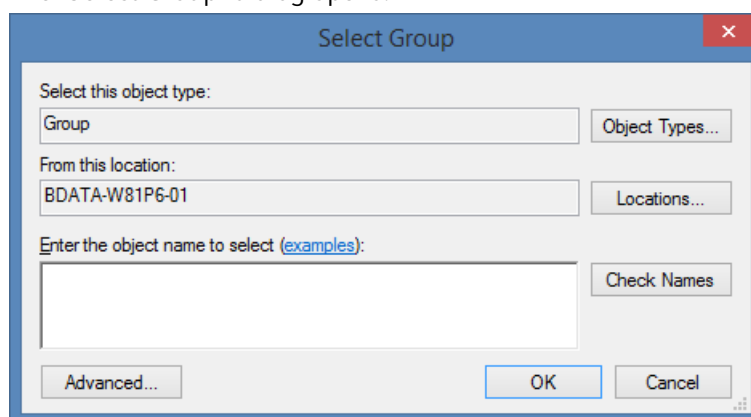 Select Group
Select this object type:
Group
Object Types...
From this location:
BDATA-W81P6-01
Locations...
Enter the object name to select (examples):
Check Names
Advanced...
OK
Cancel